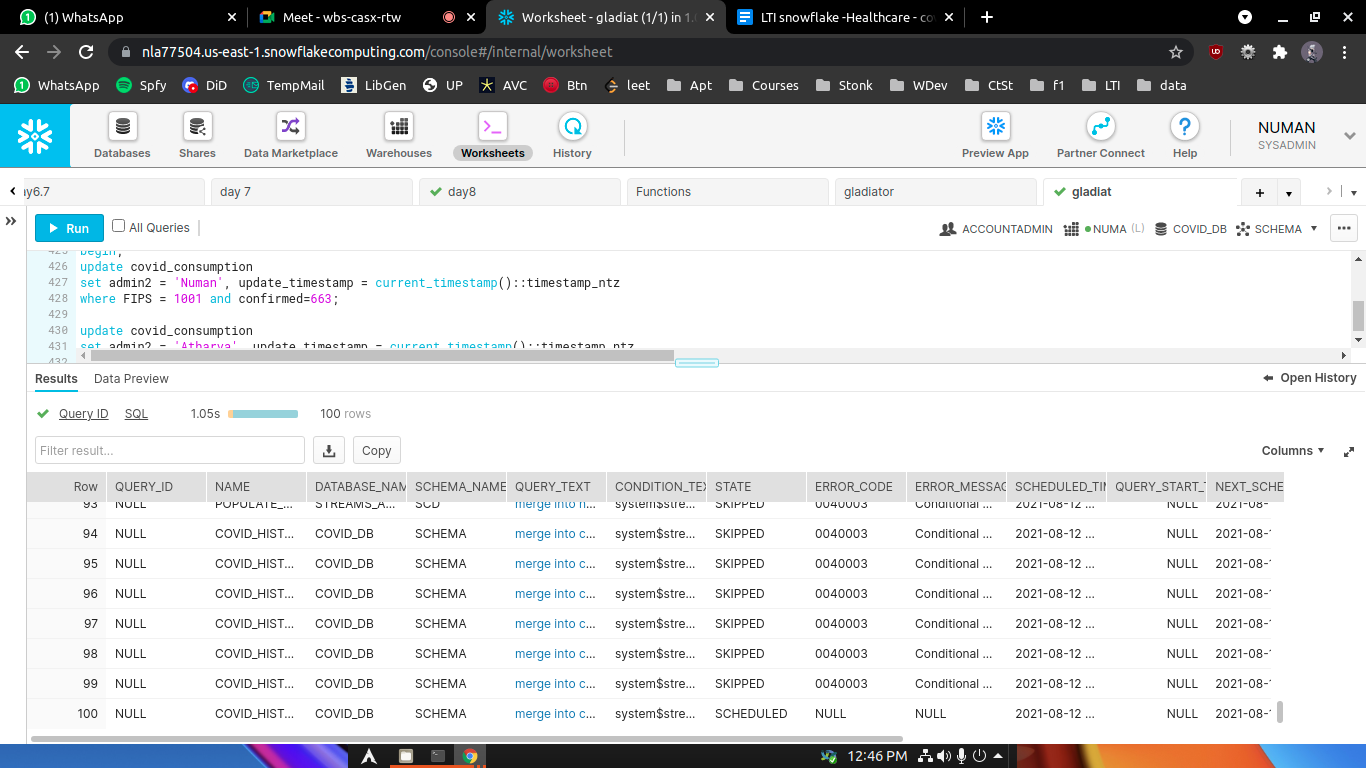 (1) WhatsApp
Meet - wbs-casx-rtw
Worksheet - gladiat (1/1) in 1.
LTI snowflake -Healthcare - co
nla77504.us-east-1.snowflakecomputing.com/console#/internal/worksheet
WhatsApp Spfy DiD TempMail LibGen UP AVC Btn leet Apt Courses Stonk WDev CtSt f1 LTI data
Databases Shares Data Marketplace Warehouses Worksheets History Preview App Partner Connect Help
NUMAN
SYSADMIN
ay6.7 day 7 day8 Functions gladiator gladiat
Run All Queries ACCOUNTADMIN NUMA (L) COVID_DB SCHEMA
425 begin;
426 update covid_consumption
427 set admin2 = 'Numan', update_timestamp = current_timestamp()::timestamp_ntz
428 where FIPS = 1001 and confirmed=663;
429
430 update covid_consumption
431 set admin2 = 'Atharva', update_timestamp = current_timestamp()::timestamp_ntz
432
Results Data Preview Open History
Query ID SQL 1.05s 100 rows
Filter result... Copy Columns
Row QUERY_ID NAME DATABASE_NAM SCHEMA_NAME QUERY_TEXT CONDITION_TEX STATE ERROR_CODE ERROR_MESSAG SCHEDULED_TIM QUERY_START_T NEXT_SCHE
93 NULL POPULATE_... STREAMS_A... SCD merge into h... system$stre... SKIPPED 0040003 Conditional ... 2021-08-12 ... NULL 2021-08-
94 NULL COVID_HIST... COVID_DB SCHEMA merge into c... system$stre... SKIPPED 0040003 Conditional ... 2021-08-12 ... NULL 2021-08-
95 NULL COVID_HIST... COVID_DB SCHEMA merge into c... system$stre... SKIPPED 0040003 Conditional ... 2021-08-12 ... NULL 2021-08-
96 NULL COVID_HIST... COVID_DB SCHEMA merge into c... system$stre... SKIPPED 0040003 Conditional ... 2021-08-12 ... NULL 2021-08-
97 NULL COVID_HIST... COVID_DB SCHEMA merge into c... system$stre... SKIPPED 0040003 Conditional ... 2021-08-12 ... NULL 2021-08-
98 NULL COVID_HIST... COVID_DB SCHEMA merge into c... system$stre... SKIPPED 0040003 Conditional ... 2021-08-12 ... NULL 2021-08-
99 NULL COVID_HIST... COVID_DB SCHEMA merge into c... system$stre... SKIPPED 0040003 Conditional ... 2021-08-12 ... NULL 2021-08-
100 NULL COVID_HIST... COVID_DB SCHEMA merge into c... system$stre... SCHEDULED NULL NULL 2021-08-12 ... NULL 2021-08-
12:46 PM